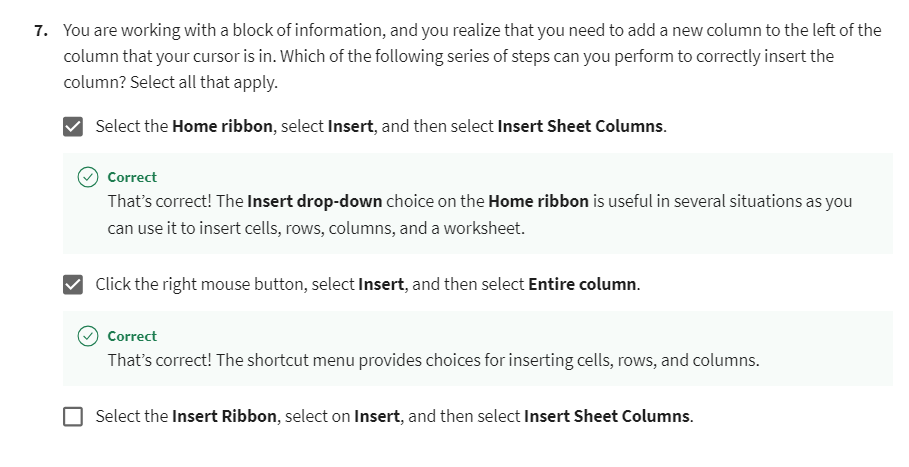 7. You are working with a block of information, and you realize that you need to add a new column to the left of the
column that your cursor is in. Which of the following series of steps can you perform to correctly insert the
column? Select all that apply.
Select the Home ribbon, select Insert, and then select Insert Sheet Columns.
Correct
That’s correct! The Insert drop-down choice on the Home ribbon is useful in several situations as you
can use it to insert cells, rows, columns, and a worksheet.
Click the right mouse button, select Insert, and then select Entire column.
Correct
That’s correct! The shortcut menu provides choices for inserting cells, rows, and columns.
Select the Insert Ribbon, select on Insert, and then select Insert Sheet Columns.